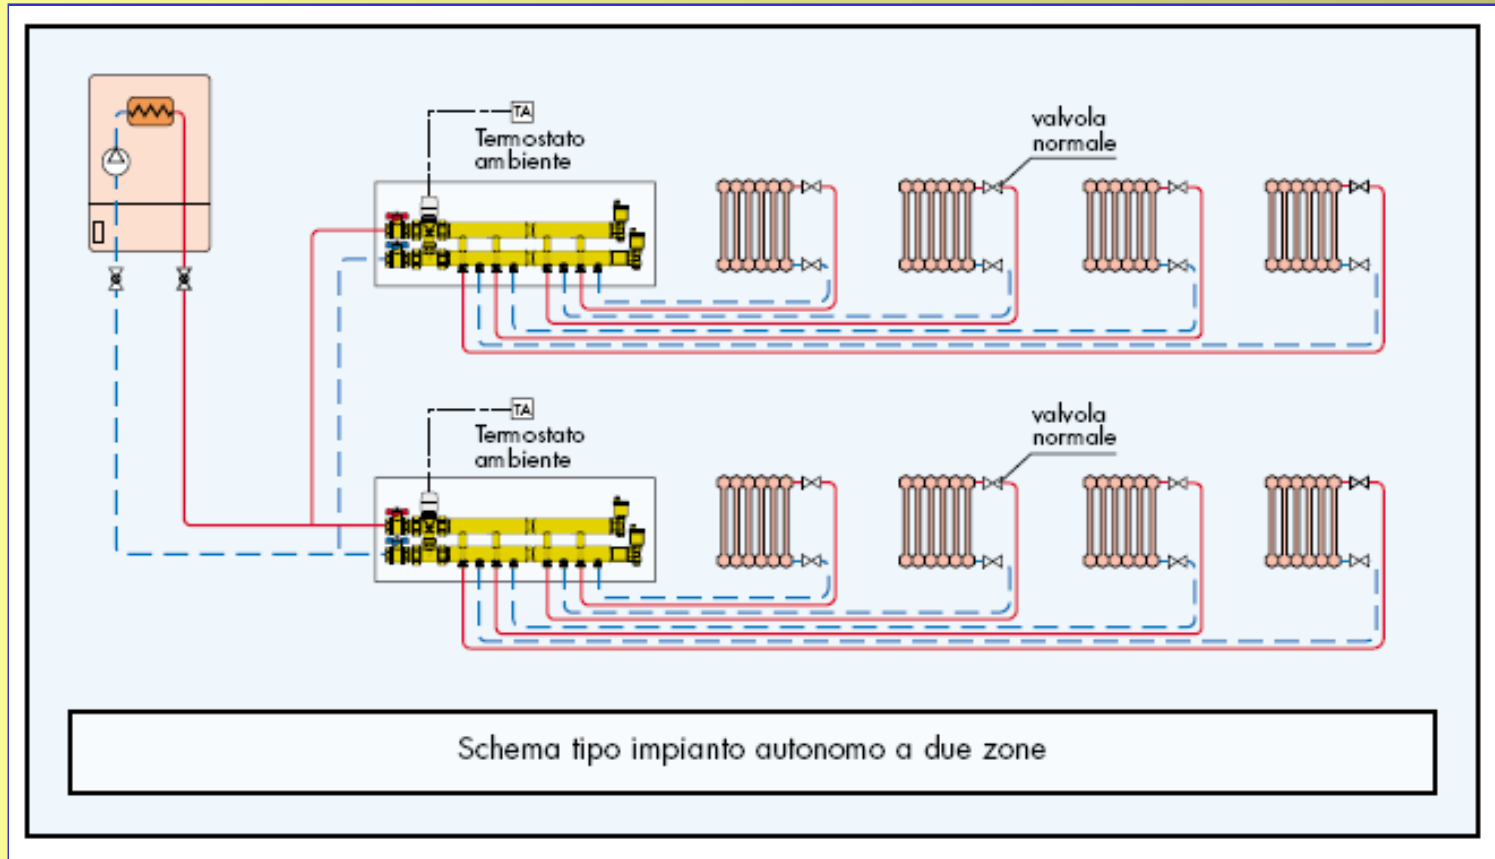 TA
Termostato
ambiente
valvola
normale
TA
Termostato
ambiente
valvola
normale
Schema tipo impianto autonomo a due zone